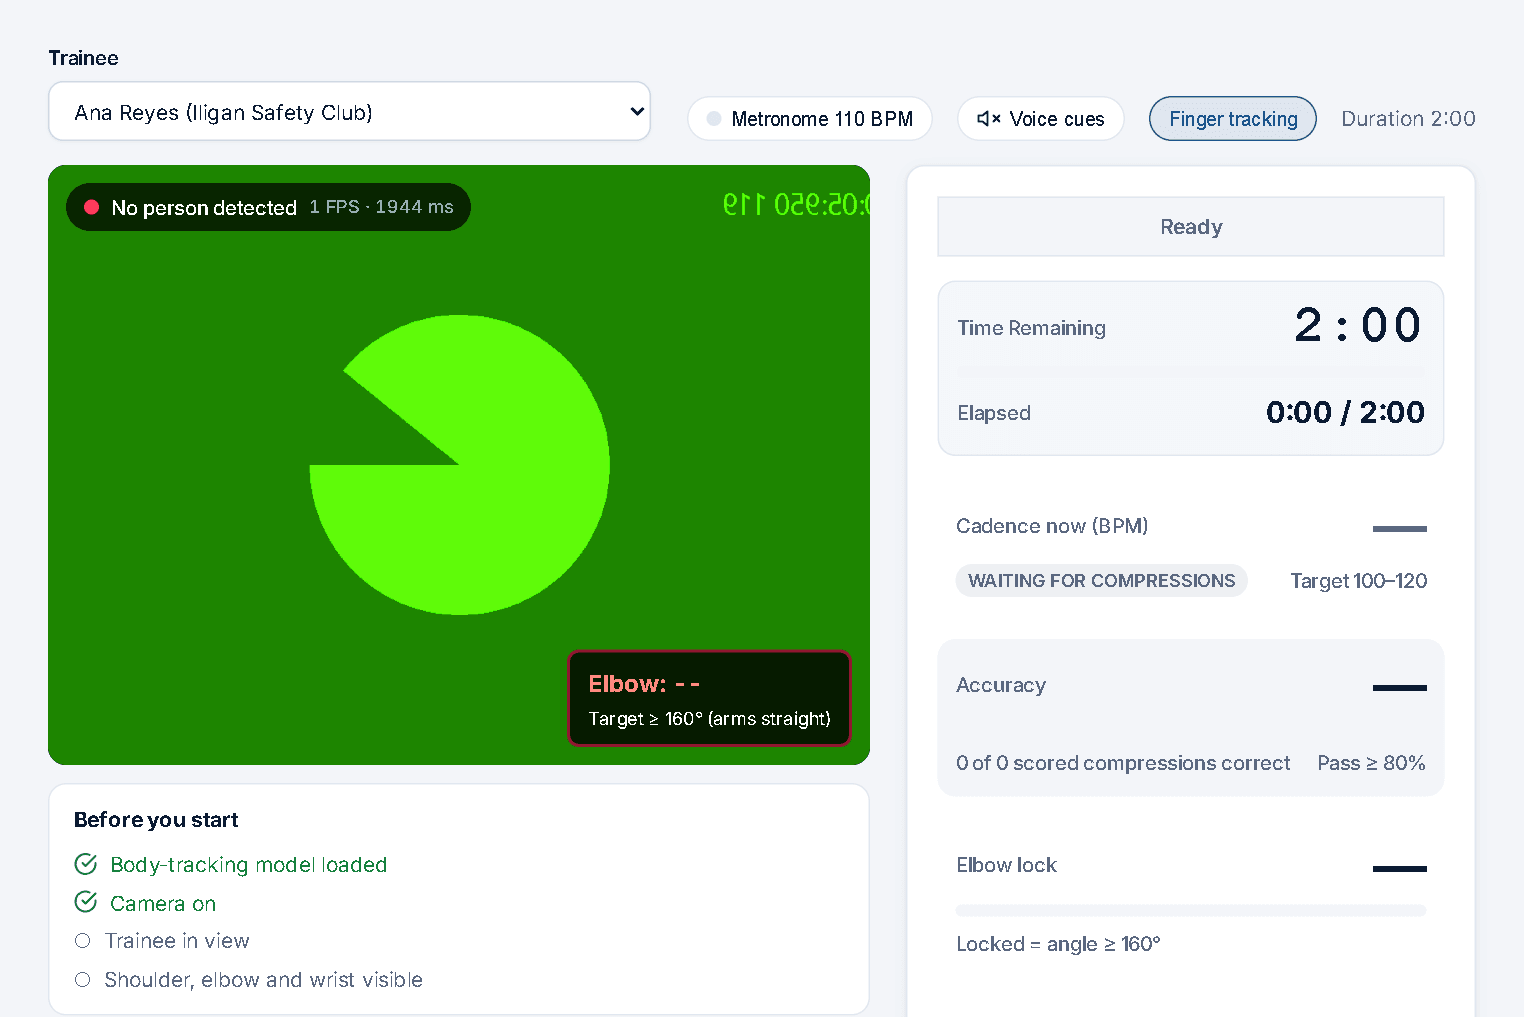 Trainee
Ana Reyes (Iligan Safety Club)
Metronome 110 BPM
Voice cues
Finger tracking
Duration 2:00
No person detected 1 FPS · 1944 ms
0:05:950 119
Elbow: --
Target ≥ 160° (arms straight)
Before you start
Body-tracking model loaded
Camera on
Trainee in view
Shoulder, elbow and wrist visible
Ready
Time Remaining 2:00
Elapsed 0:00 / 2:00
Cadence now (BPM) —
WAITING FOR COMPRESSIONS Target 100–120
Accuracy —
0 of 0 scored compressions correct Pass ≥ 80%
Elbow lock —
Locked = angle ≥ 160°